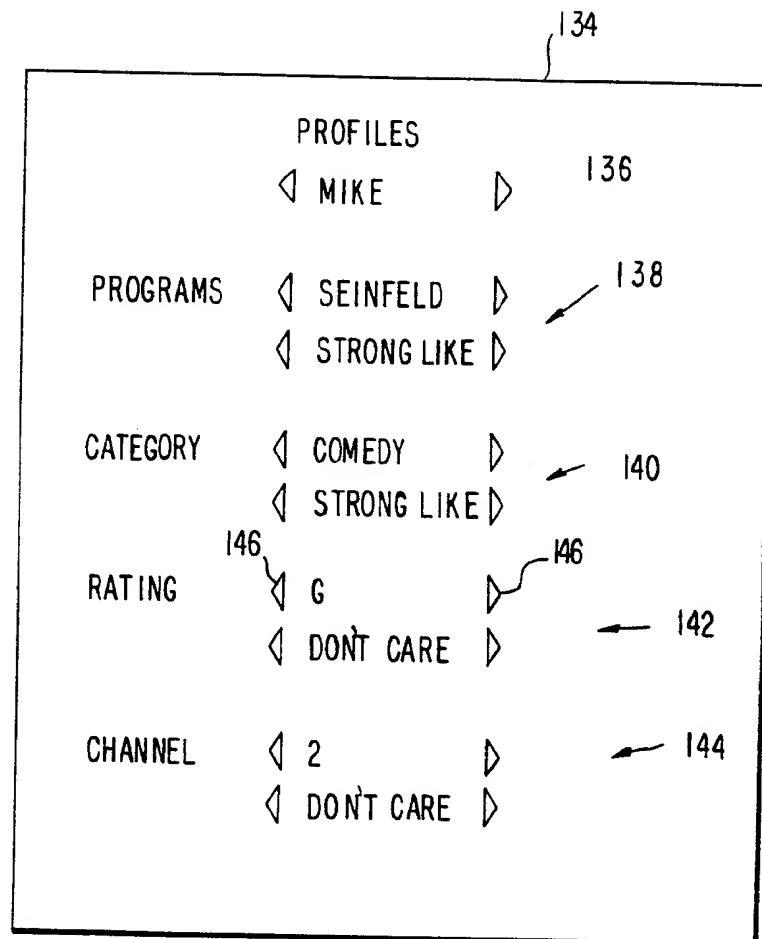 134
PROFILES
MIKE 136
PROGRAMS SEINFELD 138
STRONG LIKE
CATEGORY COMEDY 140
STRONG LIKE
146 146
RATING G
DON'T CARE 142
CHANNEL 2 144
DON'T CARE